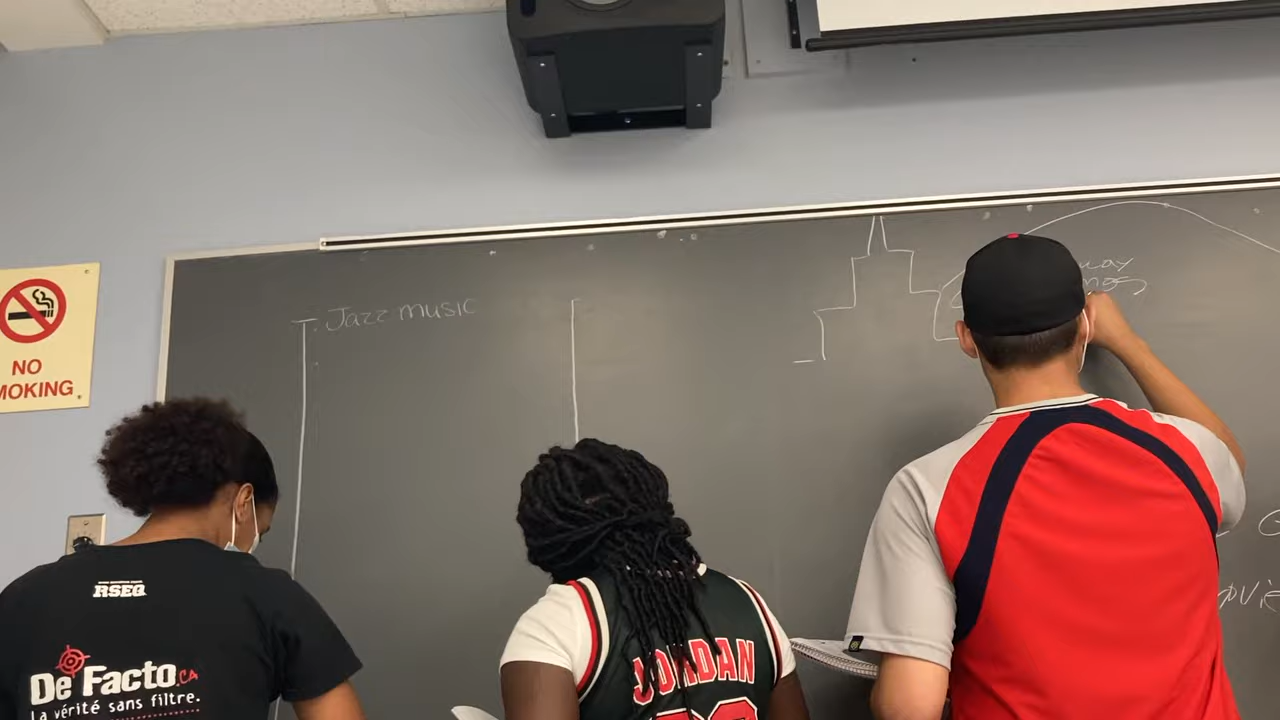 Jazz music
NO
MOKING
RSEQ
De Facto.CA
La vérité sans filtre.
JORDAN